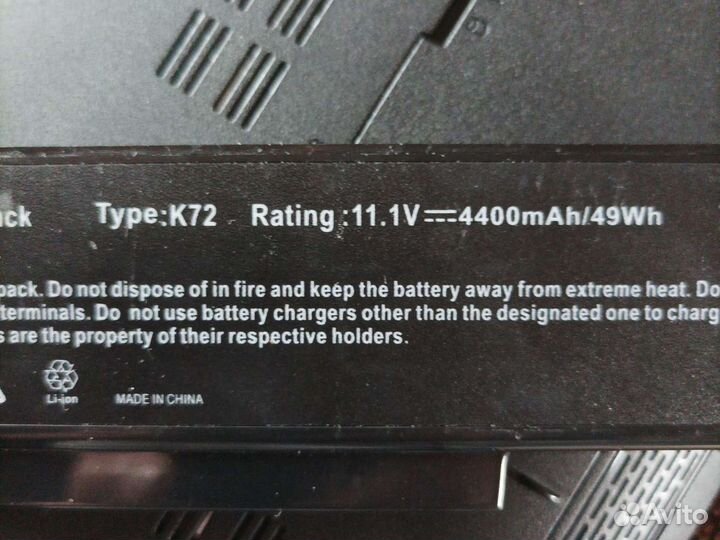 Type:K72 Rating :11.1V⎓4400mAh/49Wh
pack. Do not dispose of in fire and keep the battery away from extreme heat. Do
terminals. Do not use battery chargers other than the designated one to charg
s are the property of their respective holders.
Li-ion MADE IN CHINA
Avito